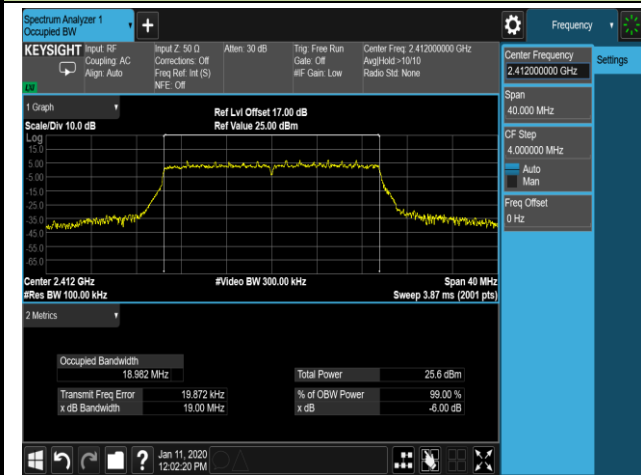 Spectrum Analyzer 1
Occupied BW
Frequency
KEYSIGHT
Input: RF
Coupling: AC
Align: Auto
Input Z: 50 Ω
Corrections: Off
Freq Ref: Int (S)
NFE: Off
Atten: 30 dB
Trig: Free Run
Gate: Off
#IF Gain: Low
Center Freq: 2.412000000 GHz
Avg|Hold:>10/10
Radio Std: None
Center Frequency
2.412000000 GHz
Settings
Span
40.000 MHz
CF Step
4.000000 MHz
Auto
Man
Freq Offset
0 Hz
1 Graph
Scale/Div 10.0 dB
Ref Lvl Offset 17.00 dB
Ref Value 25.00 dBm
Log
15.0
5.00
-5.00
-15.0
-25.0
-35.0
-45.0
-55.0
-65.0
Center 2.412 GHz
#Video BW 300.00 kHz
Span 40 MHz
#Res BW 100.00 kHz
Sweep 3.87 ms (2001 pts)
2 Metrics
Occupied Bandwidth
18.982 MHz
Total Power 25.6 dBm
Transmit Freq Error 19.872 kHz
% of OBW Power 99.00 %
x dB Bandwidth 19.00 MHz
x dB -6.00 dB
?
Jan 11, 2020
12:02:20 PM